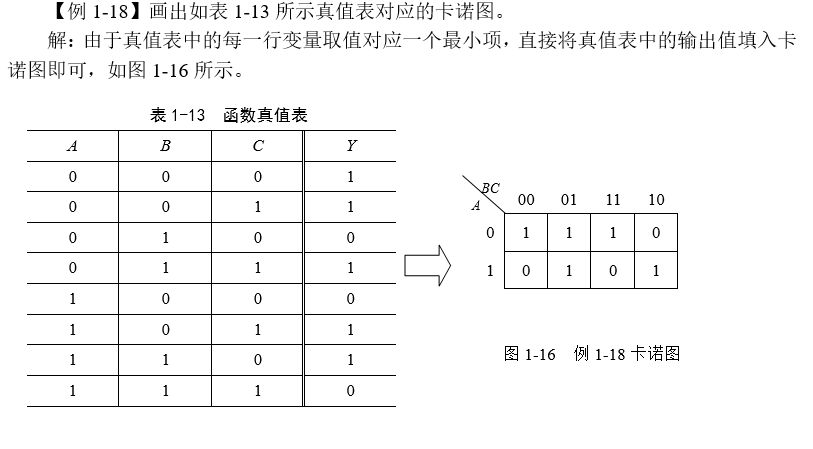 【例 1-18】画出如表 1-13 所示真值表对应的卡诺图。
解：由于真值表中的每一行变量取值对应一个最小项，直接将真值表中的输出值填入卡
诺图即可，如图 1-16 所示。
表 1-13 函数真值表
A B C Y
0 0 0 1
0 0 1 1
0 1 0 0
0 1 1 1
1 0 0 0
1 0 1 1
1 1 0 1
1 1 1 0
BC
A
00 01 11 10
0 1 1 1 0
1 0 1 0 1
图 1-16 例 1-18 卡诺图